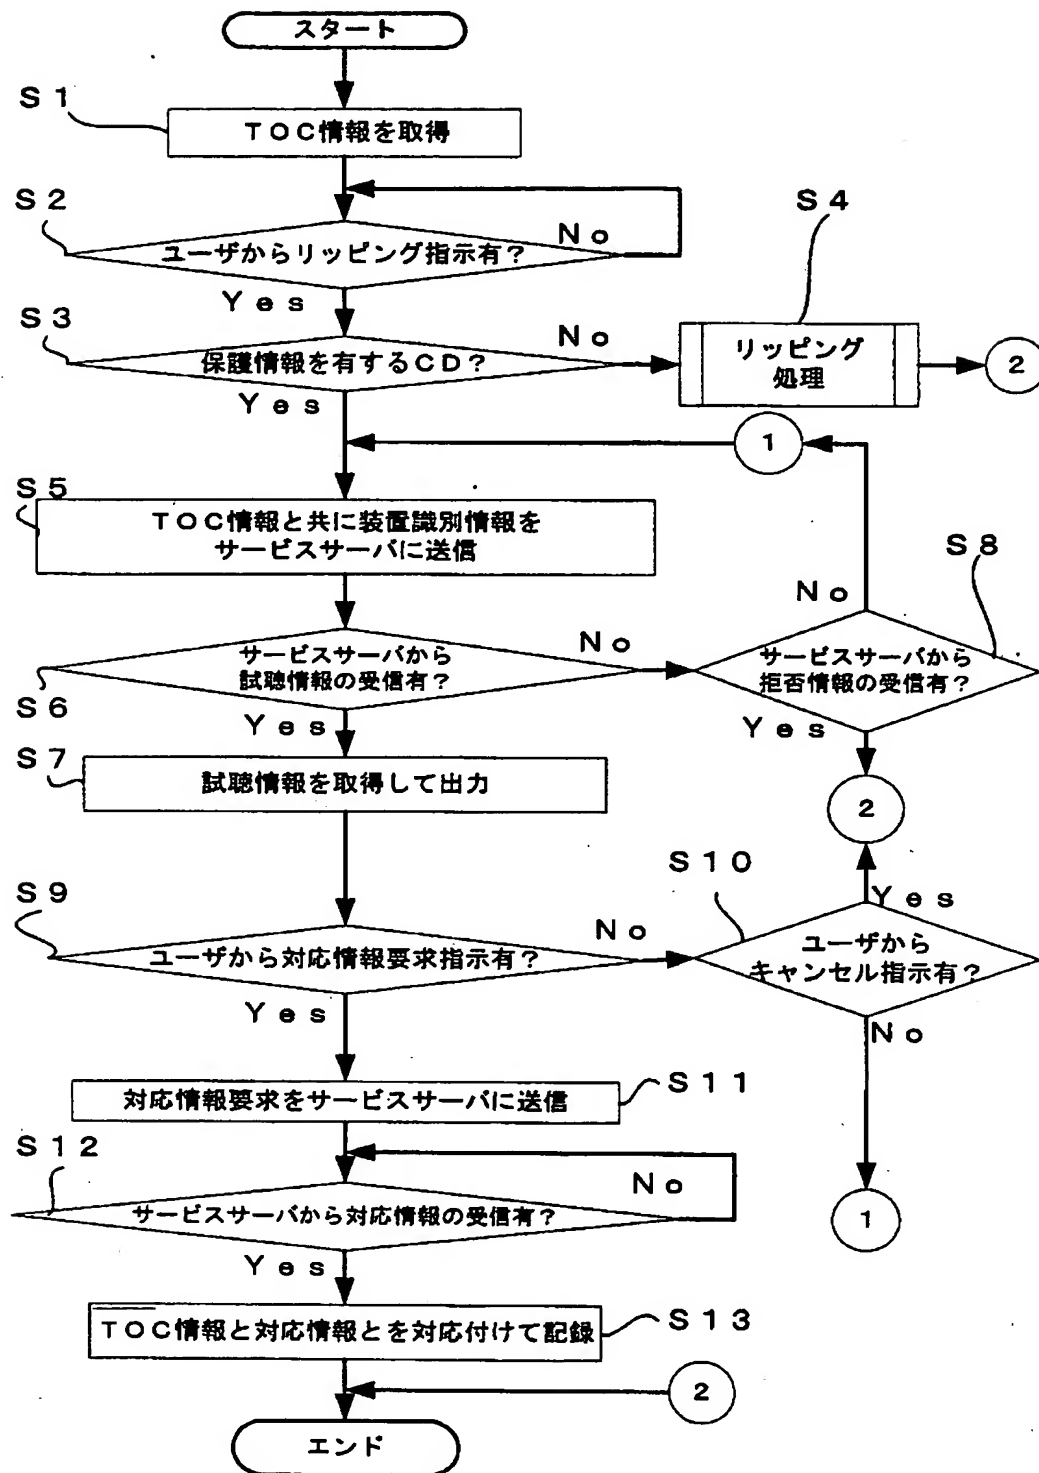 スタート
S1
TOC情報を取得
S2
ユーザからリッピング指示有？
No
Yes
S3
保護情報を有するCD？
No
Yes
S4
リッピング
処理
2
1
S5
TOC情報と共に装置識別情報を
サービスサーバに送信
S6
サービスサーバから
試聴情報の受信有？
No
Yes
S8
サービスサーバから
拒否情報の受信有？
No
Yes
2
S7
試聴情報を取得して出力
S9
ユーザから対応情報要求指示有？
No
Yes
S10
ユーザから
キャンセル指示有？
Yes
No
1
対応情報要求をサービスサーバに送信
S11
S12
サービスサーバから対応情報の受信有？
No
Yes
TOC情報と対応情報とを対応付けて記録
S13
2
エンド